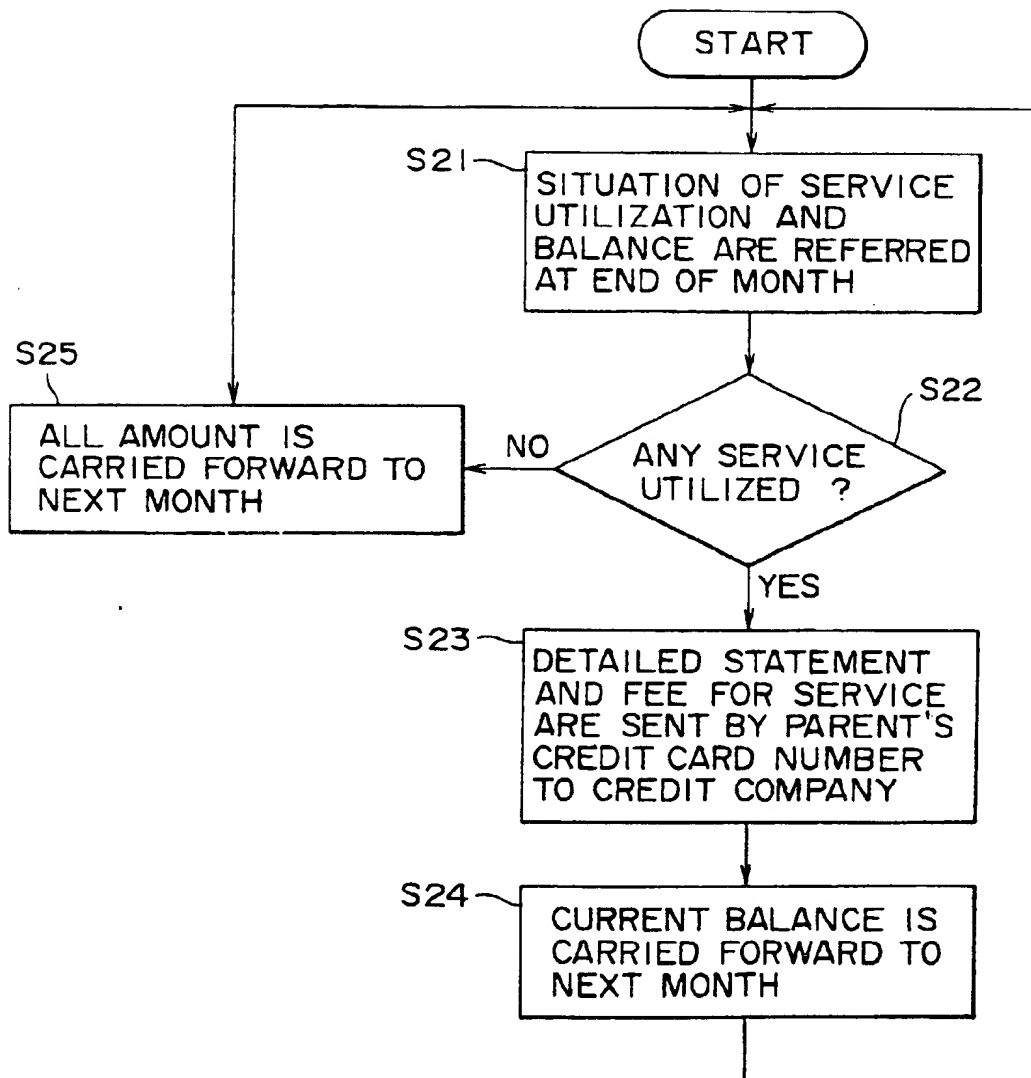 START
S21
SITUATION OF SERVICE
UTILIZATION AND
BALANCE ARE REFERRED
AT END OF MONTH
S25
ALL AMOUNT IS
CARRIED FORWARD TO
NEXT MONTH
NO
S22
ANY SERVICE
UTILIZED ?
YES
S23
DETAILED STATEMENT
AND FEE FOR SERVICE
ARE SENT BY PARENT'S
CREDIT CARD NUMBER
TO CREDIT COMPANY
S24
CURRENT BALANCE IS
CARRIED FORWARD TO
NEXT MONTH